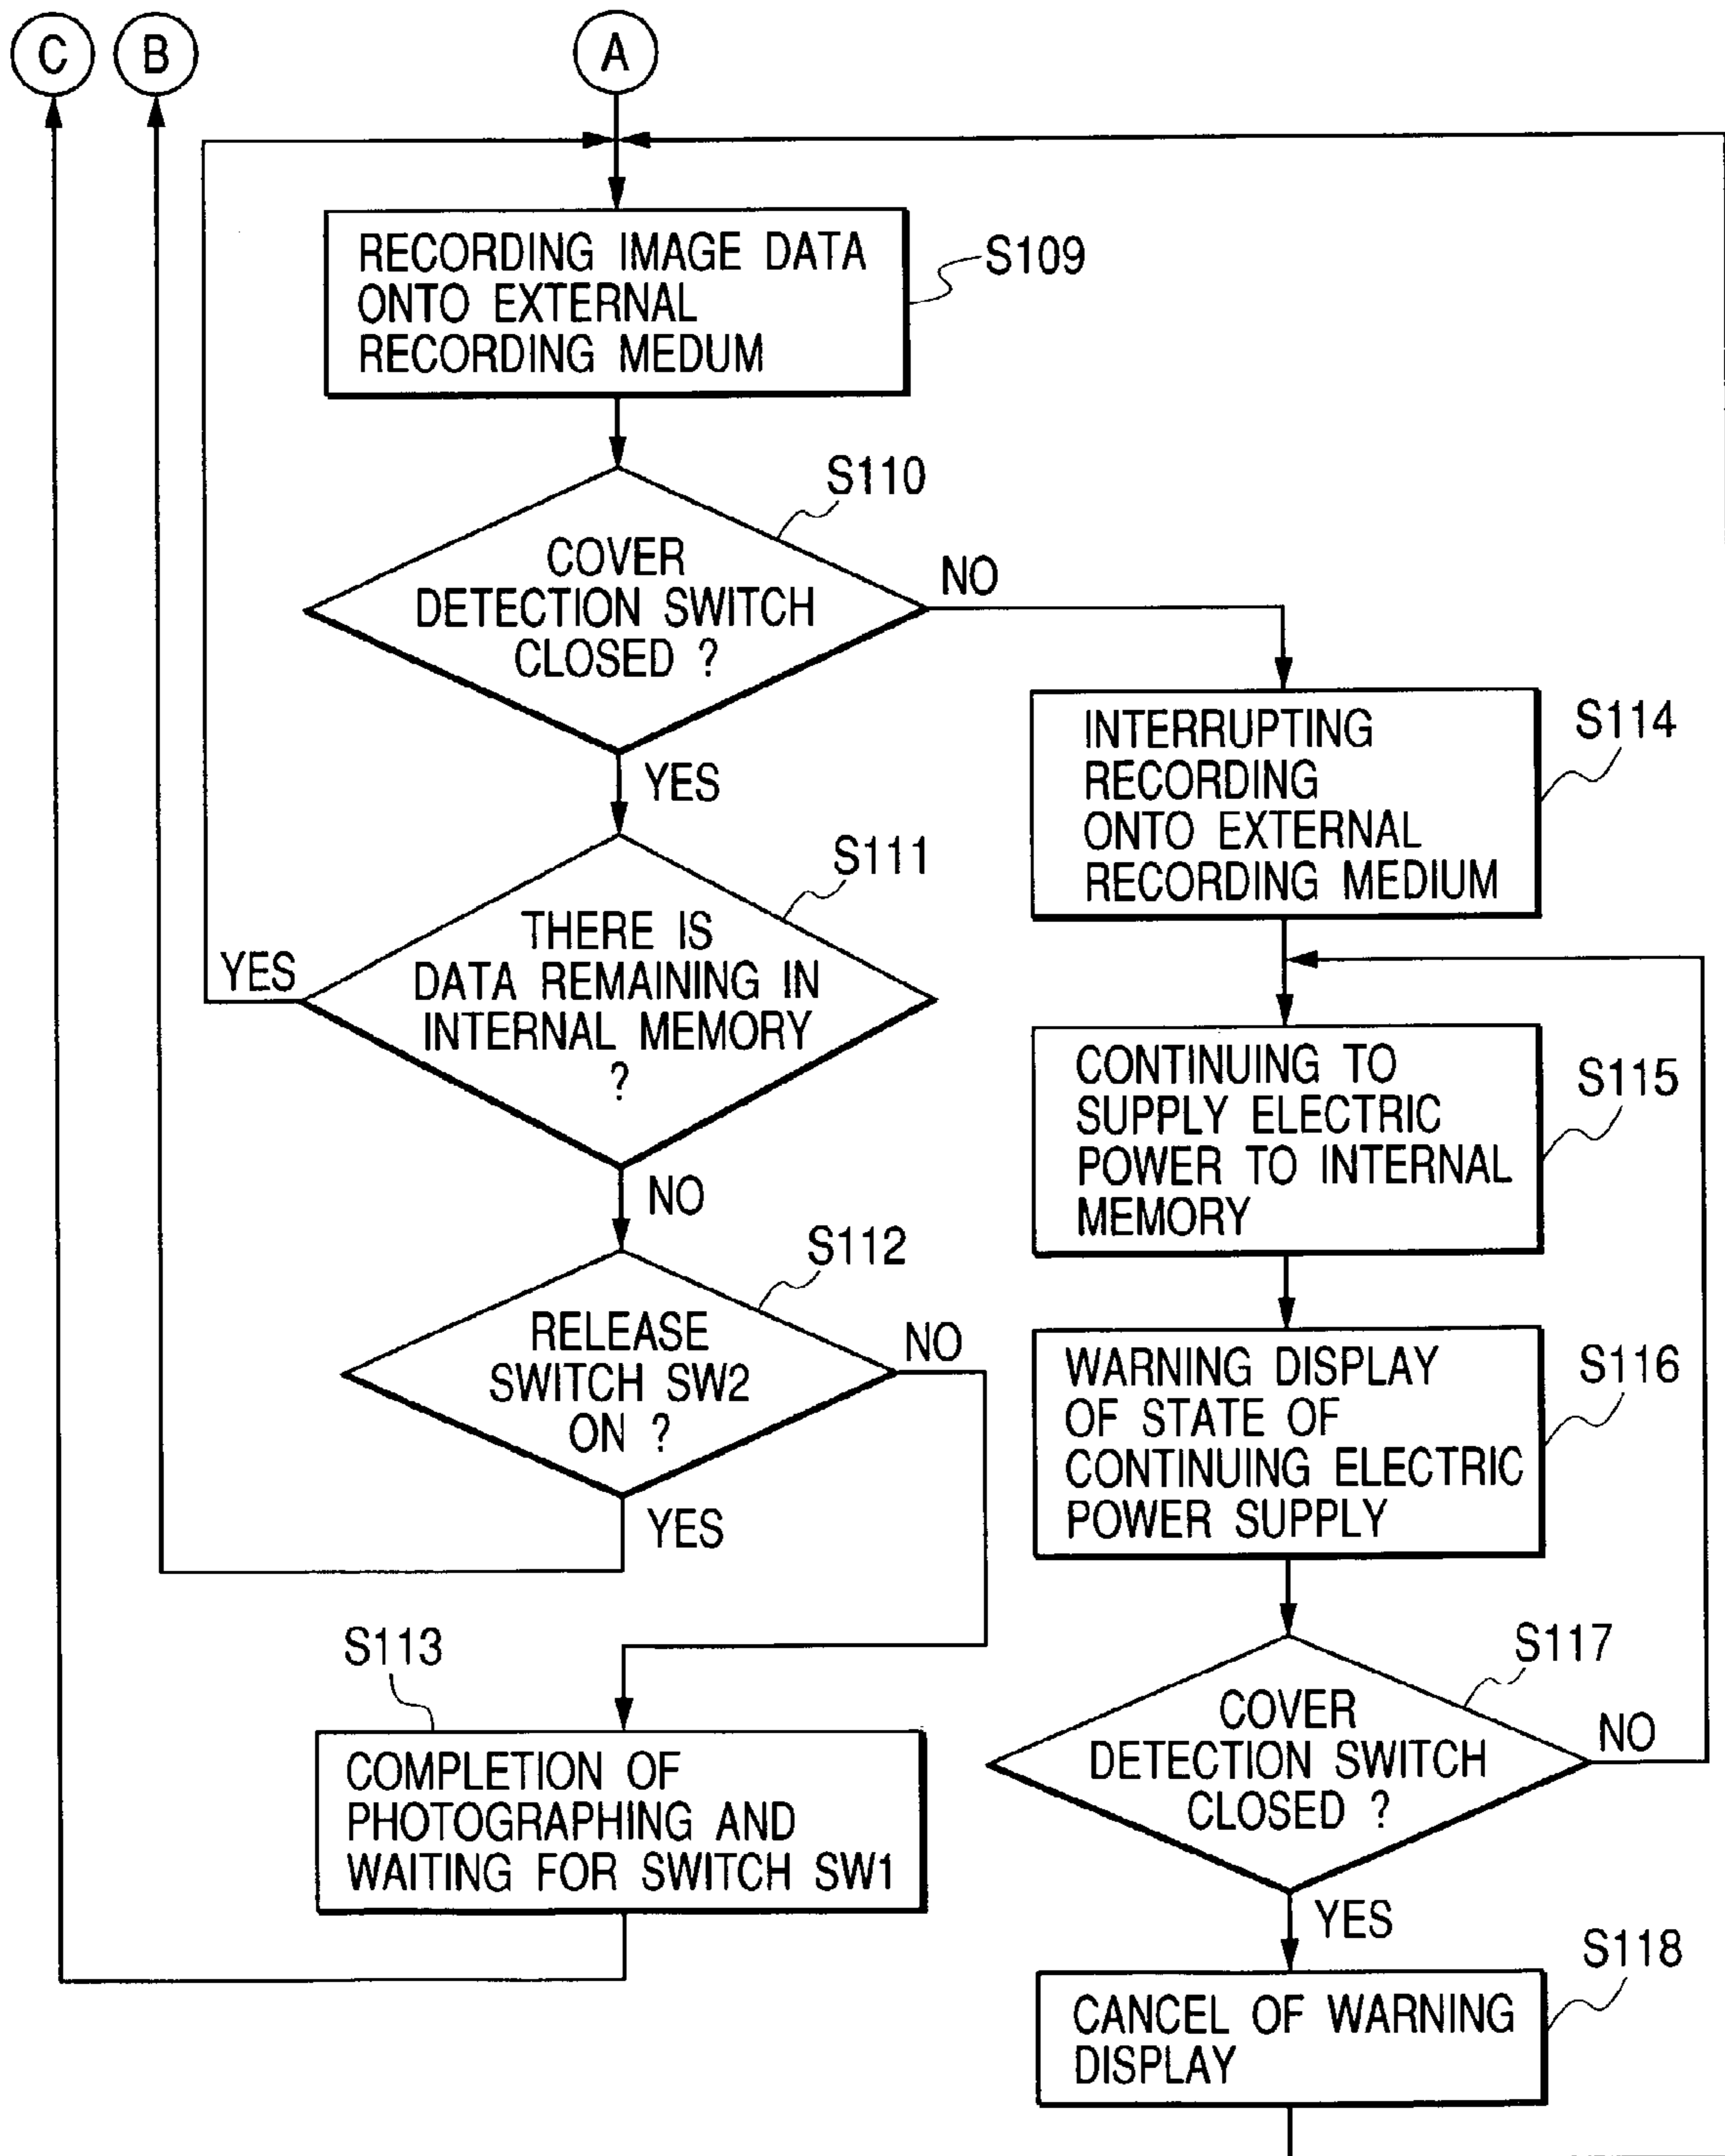 C
B
A
RECORDING IMAGE DATA
ONTO EXTERNAL
RECORDING MEDUM
S109
S110
COVER
DETECTION SWITCH
CLOSED ?
NO
YES
S111
THERE IS
DATA REMAINING IN
INTERNAL MEMORY
?
YES
NO
S112
RELEASE
SWITCH SW2
ON ?
NO
YES
S113
COMPLETION OF
PHOTOGRAPHING AND
WAITING FOR SWITCH SW1
S114
INTERRUPTING
RECORDING
ONTO EXTERNAL
RECORDING MEDIUM
S115
CONTINUING TO
SUPPLY ELECTRIC
POWER TO INTERNAL
MEMORY
S116
WARNING DISPLAY
OF STATE OF
CONTINUING ELECTRIC
POWER SUPPLY
S117
COVER
DETECTION SWITCH
CLOSED ?
NO
YES
S118
CANCEL OF WARNING
DISPLAY